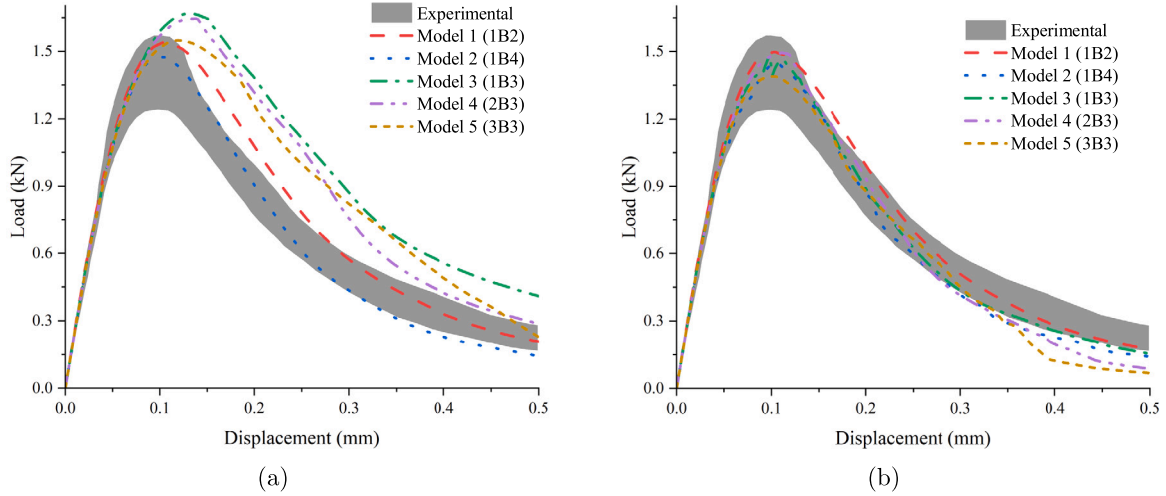 Experimental
Model 1 (1B2)
Model 2 (1B4)
Model 3 (1B3)
Model 4 (2B3)
Model 5 (3B3)
1.5
1.2
0.9
0.6
0.3
0.0
Load (kN)
0.0 0.1 0.2 0.3 0.4 0.5
Displacement (mm)
(a)
Experimental
Model 1 (1B2)
Model 2 (1B4)
Model 3 (1B3)
Model 4 (2B3)
Model 5 (3B3)
1.5
1.2
0.9
0.6
0.3
0.0
Load (kN)
0.0 0.1 0.2 0.3 0.4 0.5
Displacement (mm)
(b)